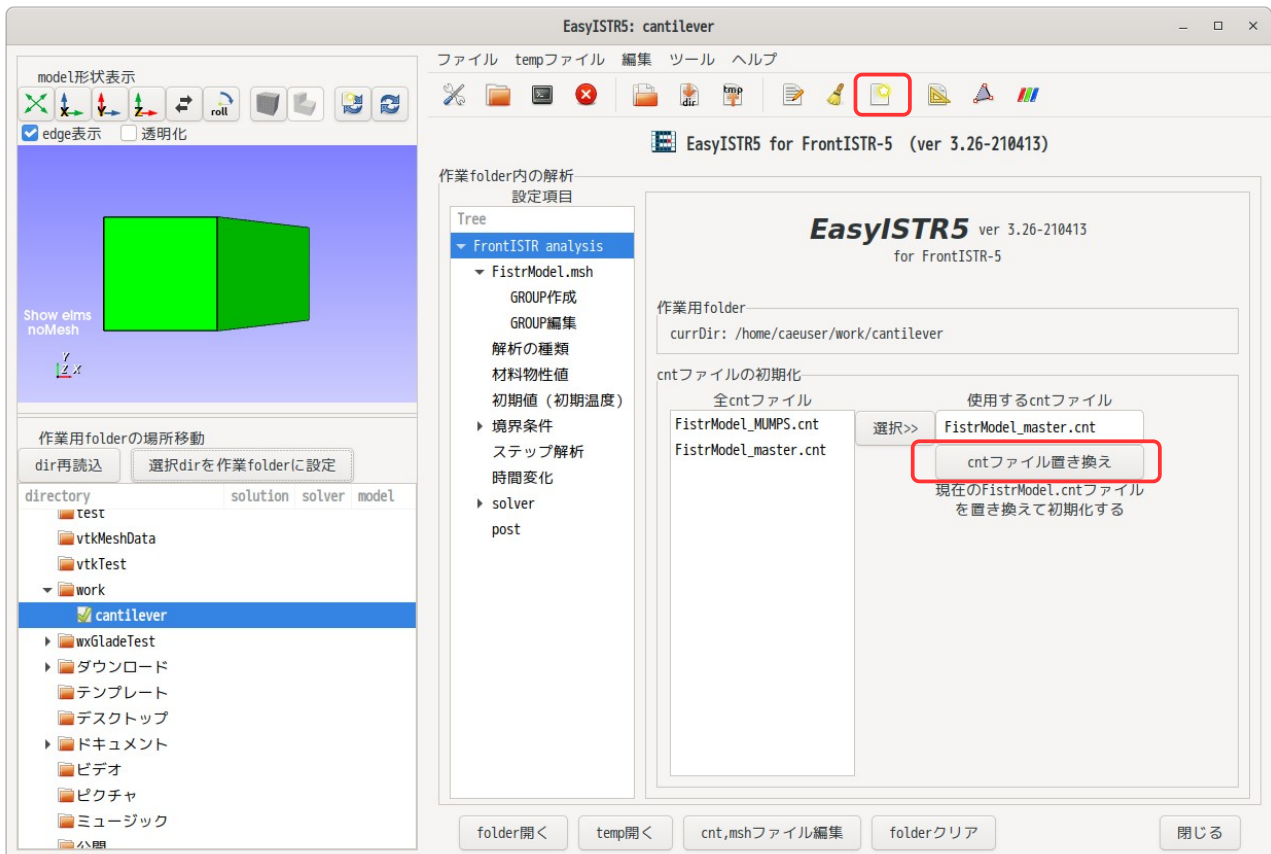 EasyISTR5: cantilever
model形状表示
roll
edge表示 透明化
Show elms
noMesh
Y
Z X
作業用folderの場所移動
dir再読込 選択dirを作業folderに設定
directory solution solver model
test
vtkMeshData
vtkTest
work
cantilever
wxGladeTest
ダウンロード
テンプレート
デスクトップ
ドキュメント
ビデオ
ピクチャ
ミュージック
公開
ファイル tempファイル 編集 ツール ヘルプ
dir tmp
EasyISTR5 for FrontISTR-5 (ver 3.26-210413)
作業folder内の解析
設定項目
Tree
FrontISTR analysis
FistrModel.msh
GROUP作成
GROUP編集
解析の種類
材料物性値
初期値（初期温度）
境界条件
ステップ解析
時間変化
solver
post
EasyISTR5 ver 3.26-210413
for FrontISTR-5
作業用folder
currDir: /home/caeuser/work/cantilever
cntファイルの初期化
全cntファイル
FistrModel_MUMPS.cnt
FistrModel_master.cnt
選択>>
使用するcntファイル
FistrModel_master.cnt
cntファイル置き換え
現在のFistrModel.cntファイル
を置き換えて初期化する
folder開く temp開く cnt,mshファイル編集 folderクリア 閉じる